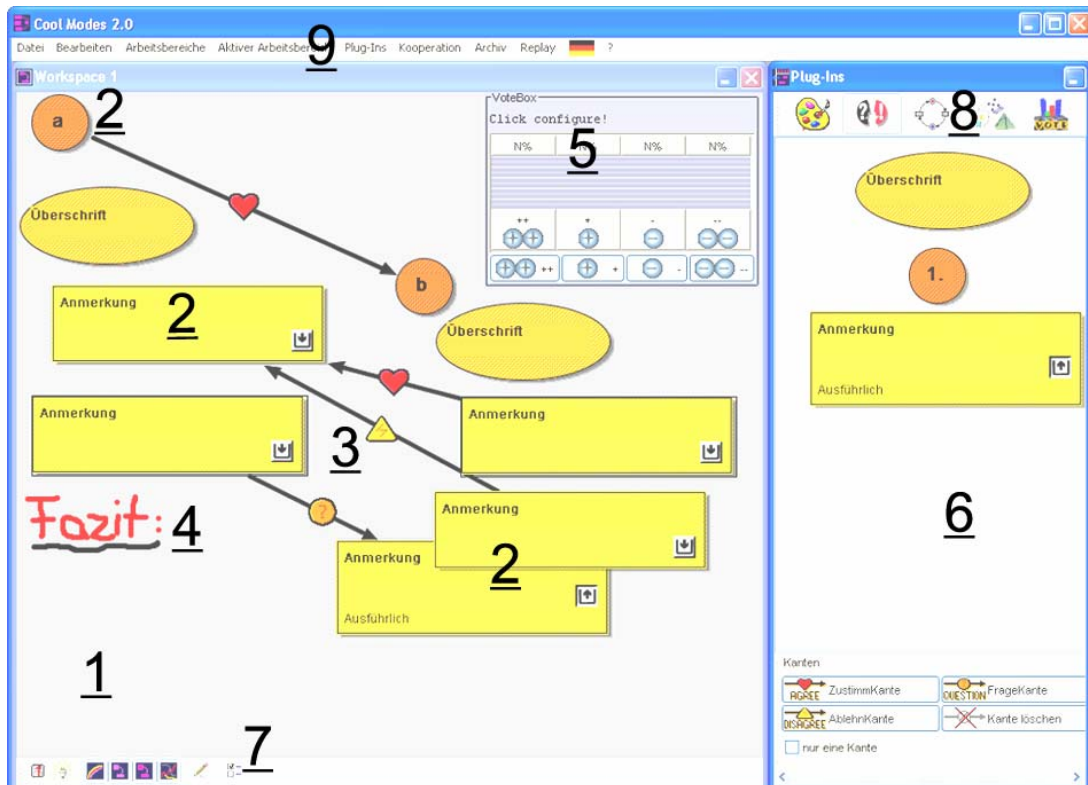 Cool Modes 2.0
Datei Bearbeiten Arbeitsbereiche Aktiver Arbeitsbereich Plug-Ins Kooperation Archiv Replay ?
9
Workspace 1
a
2
Überschrift
b
Anmerkung
2
Überschrift
Anmerkung
Anmerkung
3
?
Fazit:
4
Anmerkung
2
Anmerkung
Ausführlich
1
7
VoteBox
Click configure!
5
N% N% N% N%
++ + - --
++ + - --
Plug-Ins
8
VOTE
Überschrift
1.
Anmerkung
Ausführlich
6
Kanten
AGREE ZustimmKante QUESTION FrageKante
DISAGREE AblehnKante Kante löschen
nur eine Kante